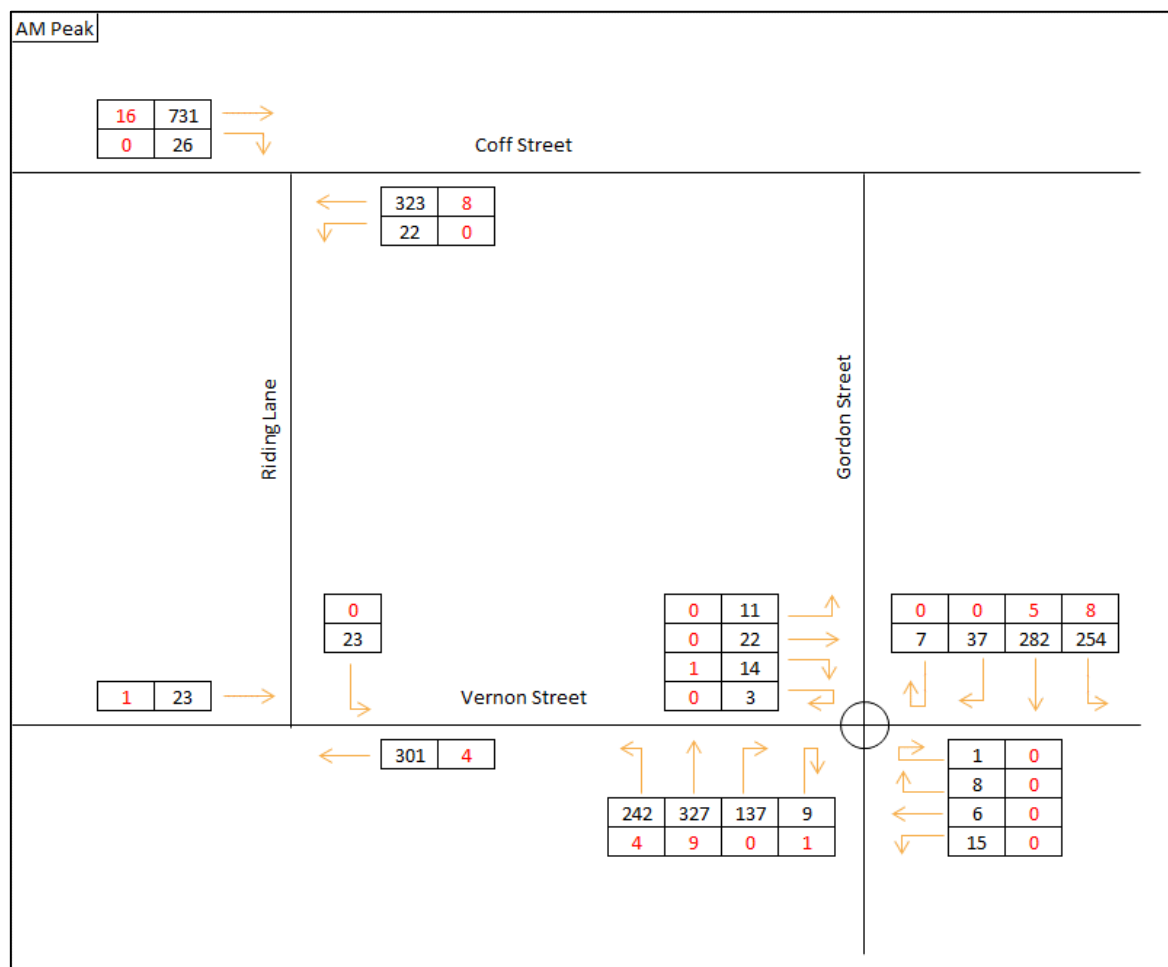 AM Peak
16 731
0 26
Coff Street
323 8
22 0
Riding Lane
Gordon Street
0
23
0 11
0 22
1 14
0 3
0 0 5 8
7 37 282 254
1 23
Vernon Street
301 4
242 327 137 9
4 9 0 1
1 0
8 0
6 0
15 0